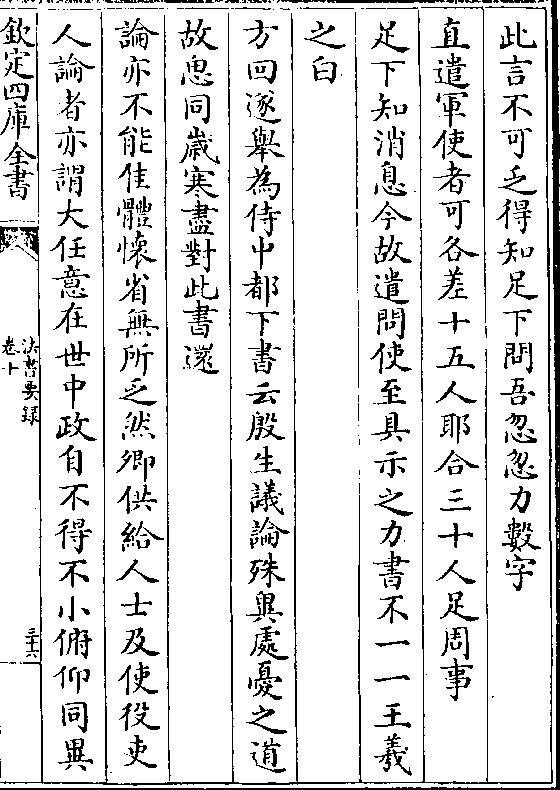 此言不可乏得知足下問吾忽忽力數字
直遣軍使者可各差十五人耶合三十人足周事
足下知消息今故遣問使至具示之力書不一一王羲
之白
方回遂舉為侍中都下書云殷生議論殊異處憂之道
故思同歲寒盡對此書還
論亦不能佳體懷省無所乏然卿供給人士及使役吏
人論者亦謂大任意在世中政自不得不小俯仰同異
欽定四庫全書
法書要録
卷十
三十六